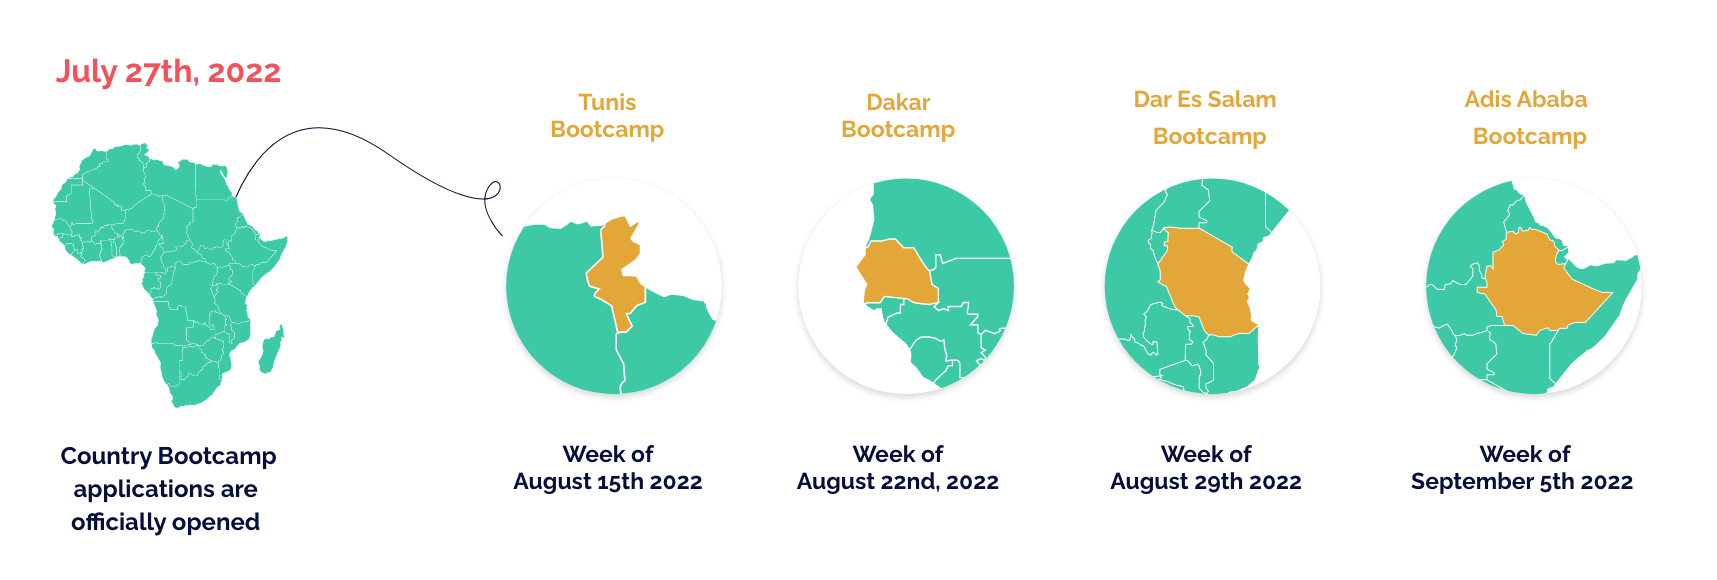 July 27th, 2022
Country Bootcamp
applications are
officially opened
Tunis
Bootcamp
Week of
August 15th 2022
Dakar
Bootcamp
Week of
August 22nd, 2022
Dar Es Salam
Bootcamp
Week of
August 29th 2022
Adis Ababa
Bootcamp
Week of
September 5th 2022